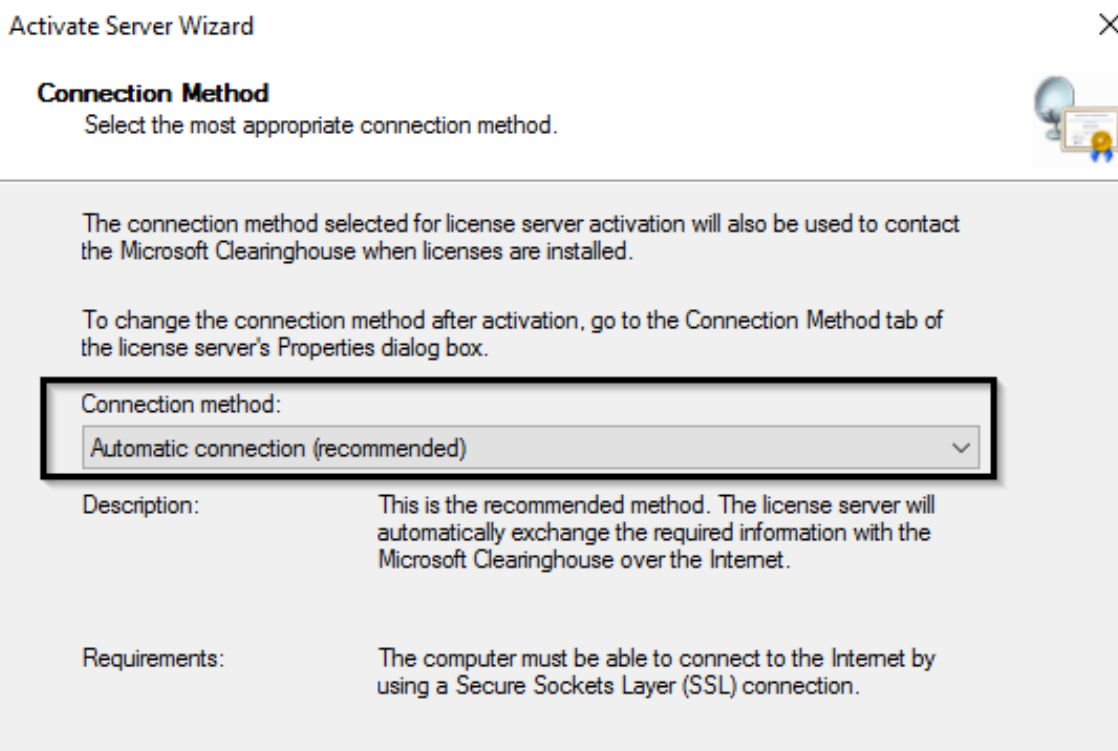 Activate Server Wizard
Connection Method
Select the most appropriate connection method.
The connection method selected for license server activation will also be used to contact
the Microsoft Clearinghouse when licenses are installed.
To change the connection method after activation, go to the Connection Method tab of
the license server's Properties dialog box.
Connection method:
Automatic connection (recommended)
Description: This is the recommended method. The license server will
automatically exchange the required information with the
Microsoft Clearinghouse over the Internet.
Requirements: The computer must be able to connect to the Internet by
using a Secure Sockets Layer (SSL) connection.